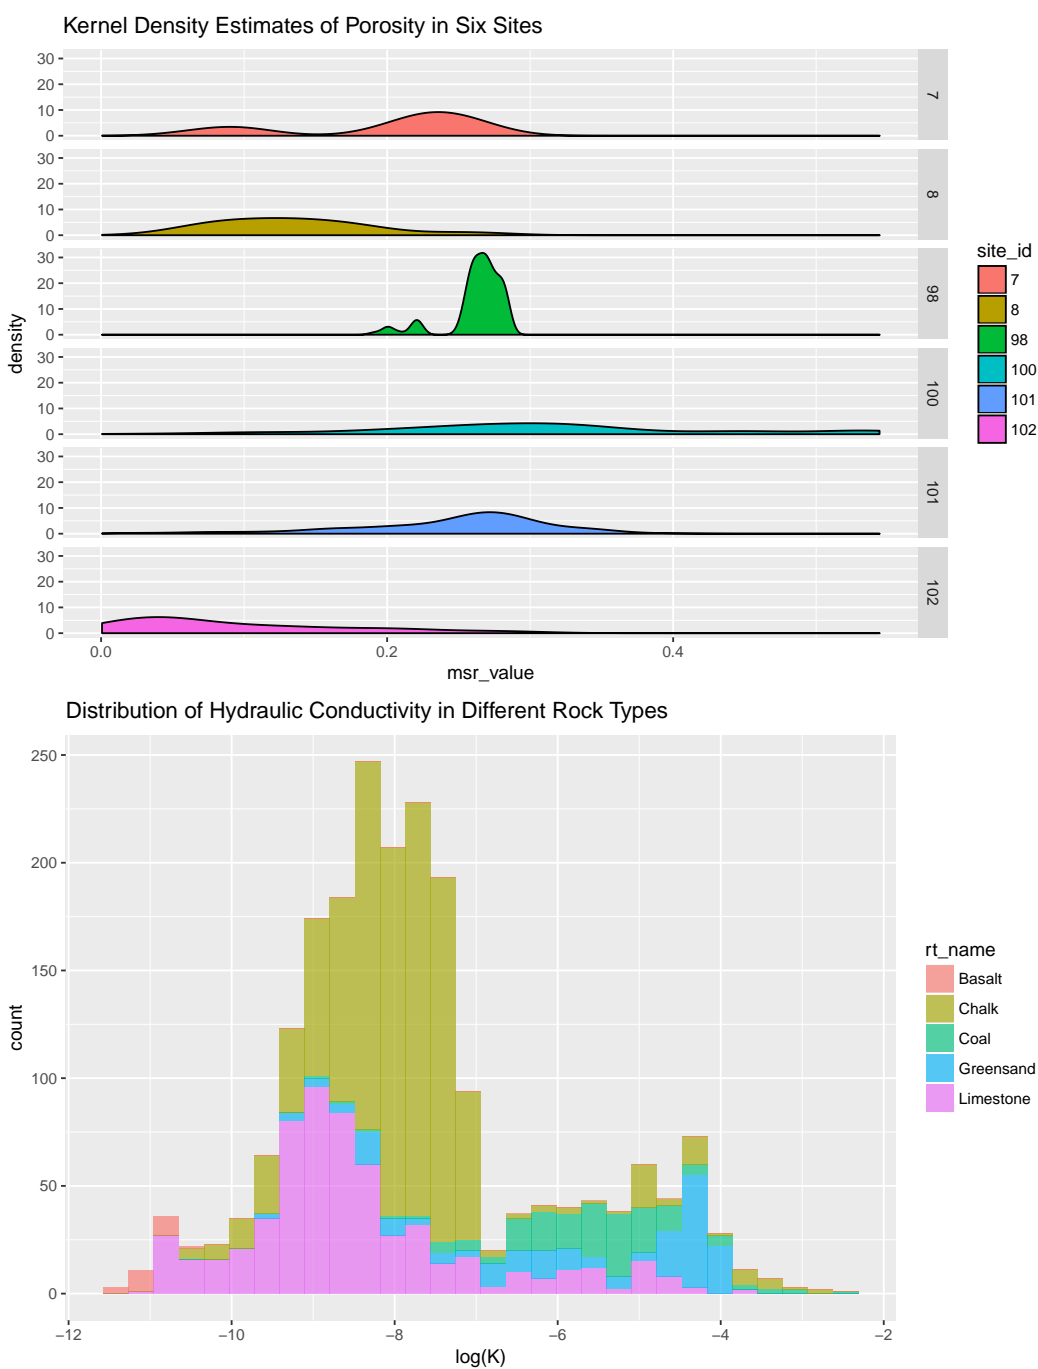 Kernel Density Estimates of Porosity in Six Sites
density
30
20
10
0
7
30
20
10
0
8
30
20
10
0
98
30
20
10
0
100
30
20
10
0
101
30
20
10
0
102
0.0 0.2 0.4
msr_value
site_id
7
8
98
100
101
102
Distribution of Hydraulic Conductivity in Different Rock Types
count
250
200
150
100
50
0
−12 −10 −8 −6 −4 −2
log(K)
rt_name
Basalt
Chalk
Coal
Greensand
Limestone